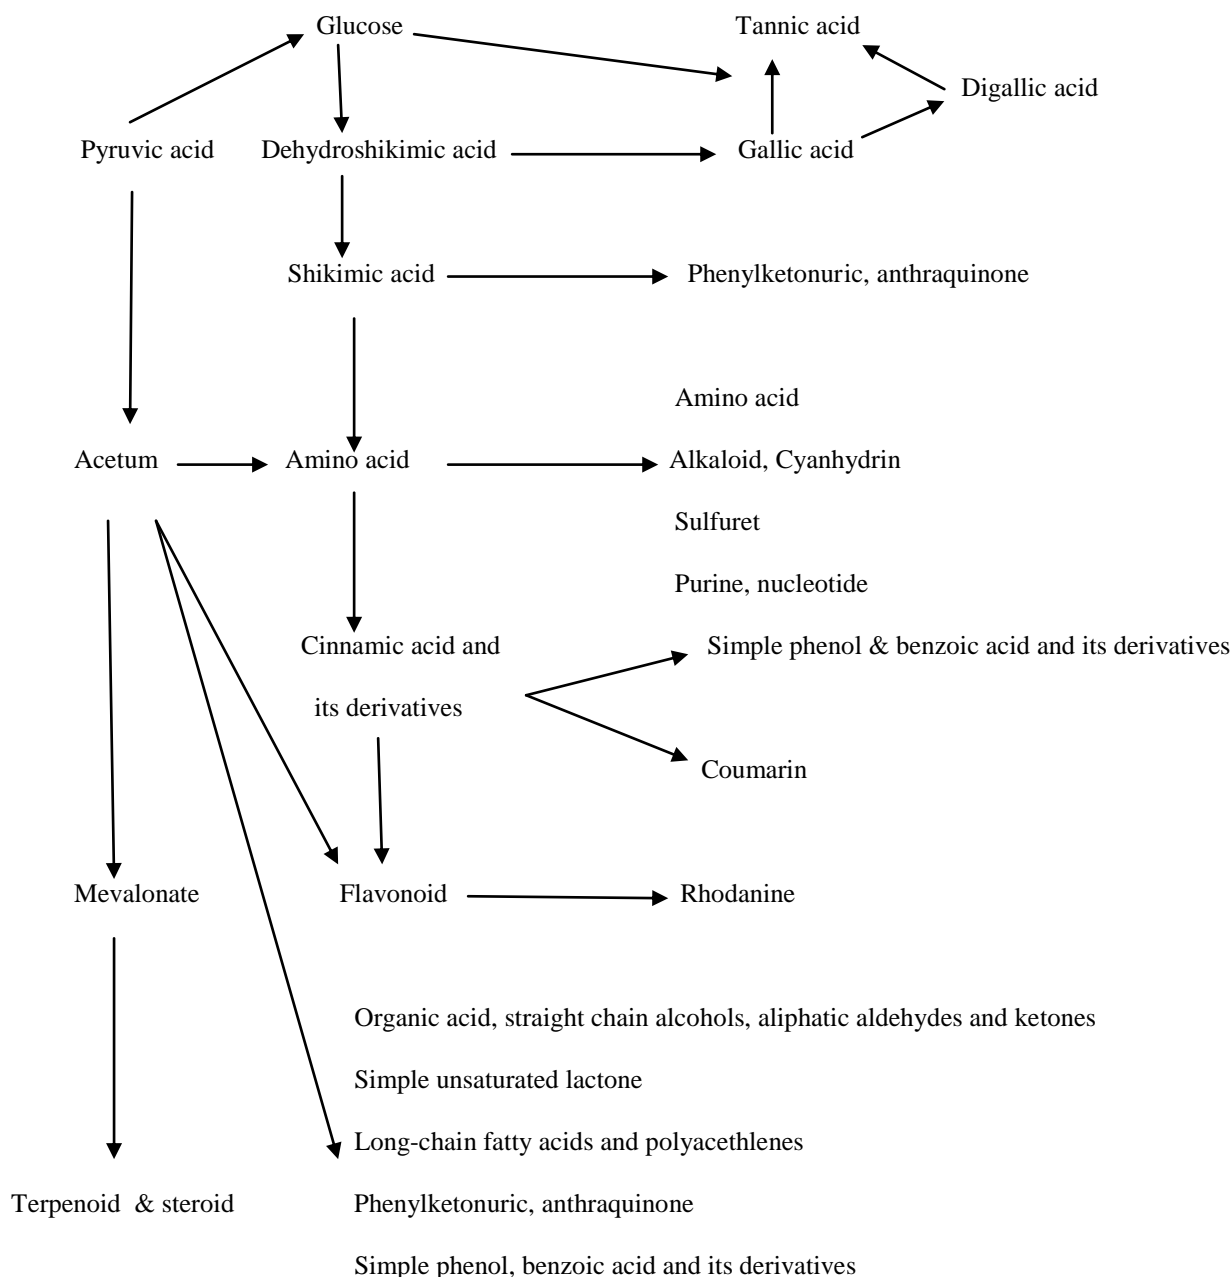 Glucose
Tannic acid
Digallic acid
Pyruvic acid
Dehydroshikimic acid
Gallic acid
Shikimic acid
Phenylketonuric, anthraquinone
Amino acid
Acetum
Amino acid
Alkaloid, Cyanhydrin
Sulfuret
Purine, nucleotide
Cinnamic acid and
its derivatives
Simple phenol & benzoic acid and its derivatives
Coumarin
Mevalonate
Flavonoid
Rhodanine
Organic acid, straight chain alcohols, aliphatic aldehydes and ketones
Simple unsaturated lactone
Long-chain fatty acids and polyacethlenes
Terpenoid & steroid
Phenylketonuric, anthraquinone
Simple phenol, benzoic acid and its derivatives